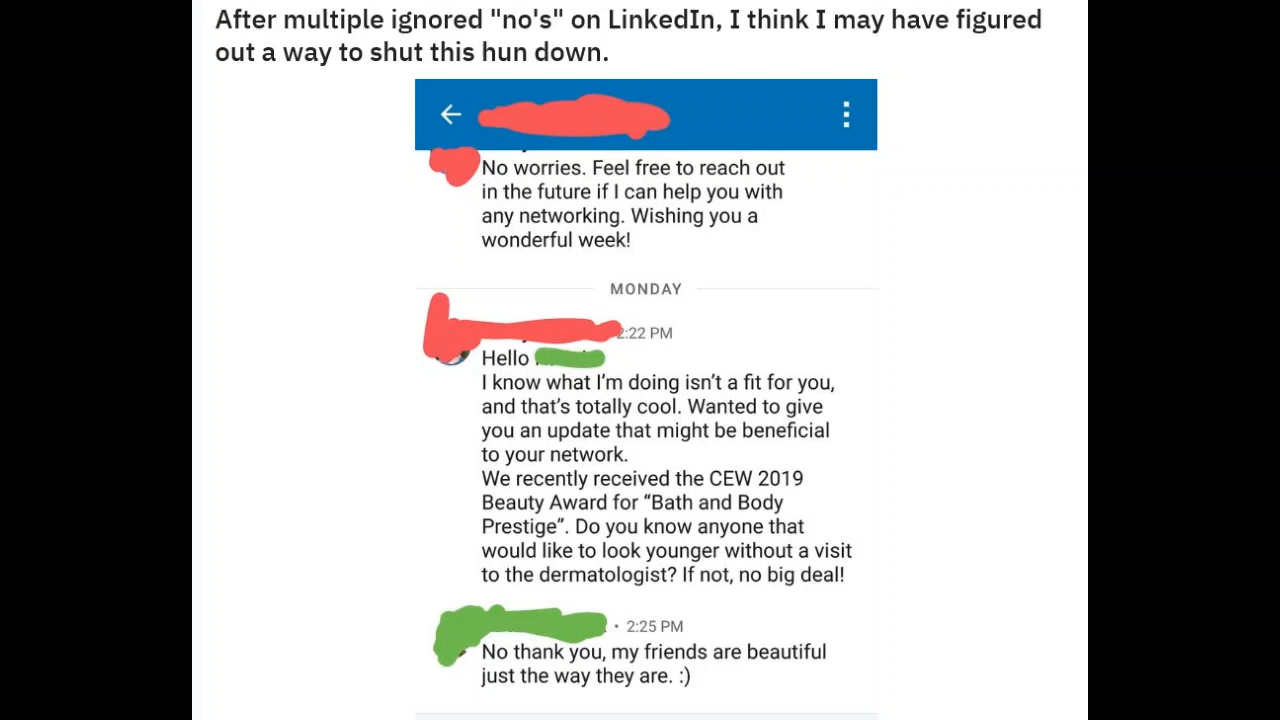 After multiple ignored "no's" on LinkedIn, I think I may have figured
out a way to shut this hun down.
No worries. Feel free to reach out
in the future if I can help you with
any networking. Wishing you a
wonderful week!
MONDAY
2:22 PM
Hello
I know what I'm doing isn't a fit for you,
and that's totally cool. Wanted to give
you an update that might be beneficial
to your network.
We recently received the CEW 2019
Beauty Award for “Bath and Body
Prestige”. Do you know anyone that
would like to look younger without a visit
to the dermatologist? If not, no big deal!
• 2:25 PM
No thank you, my friends are beautiful
just the way they are. :)